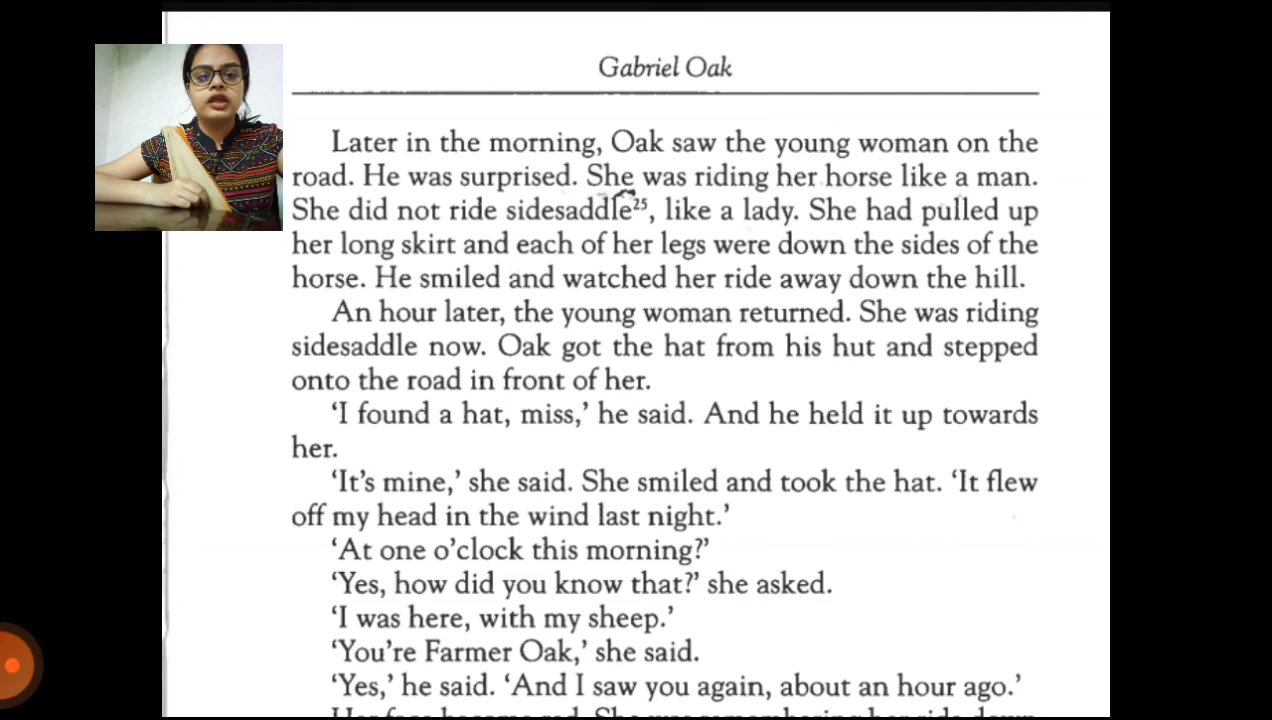 Gabriel Oak
Later in the morning, Oak saw the young woman on the
road. He was surprised. She was riding her horse like a man.
She did not ride sidesaddle²⁵, like a lady. She had pulled up
her long skirt and each of her legs were down the sides of the
horse. He smiled and watched her ride away down the hill.
An hour later, the young woman returned. She was riding
sidesaddle now. Oak got the hat from his hut and stepped
onto the road in front of her.
‘I found a hat, miss,’ he said. And he held it up towards
her.
‘It’s mine,’ she said. She smiled and took the hat. ‘It flew
off my head in the wind last night.’
‘At one o’clock this morning?’
‘Yes, how did you know that?’ she asked.
‘I was here, with my sheep.’
‘You’re Farmer Oak,’ she said.
‘Yes,’ he said. ‘And I saw you again, about an hour ago.’